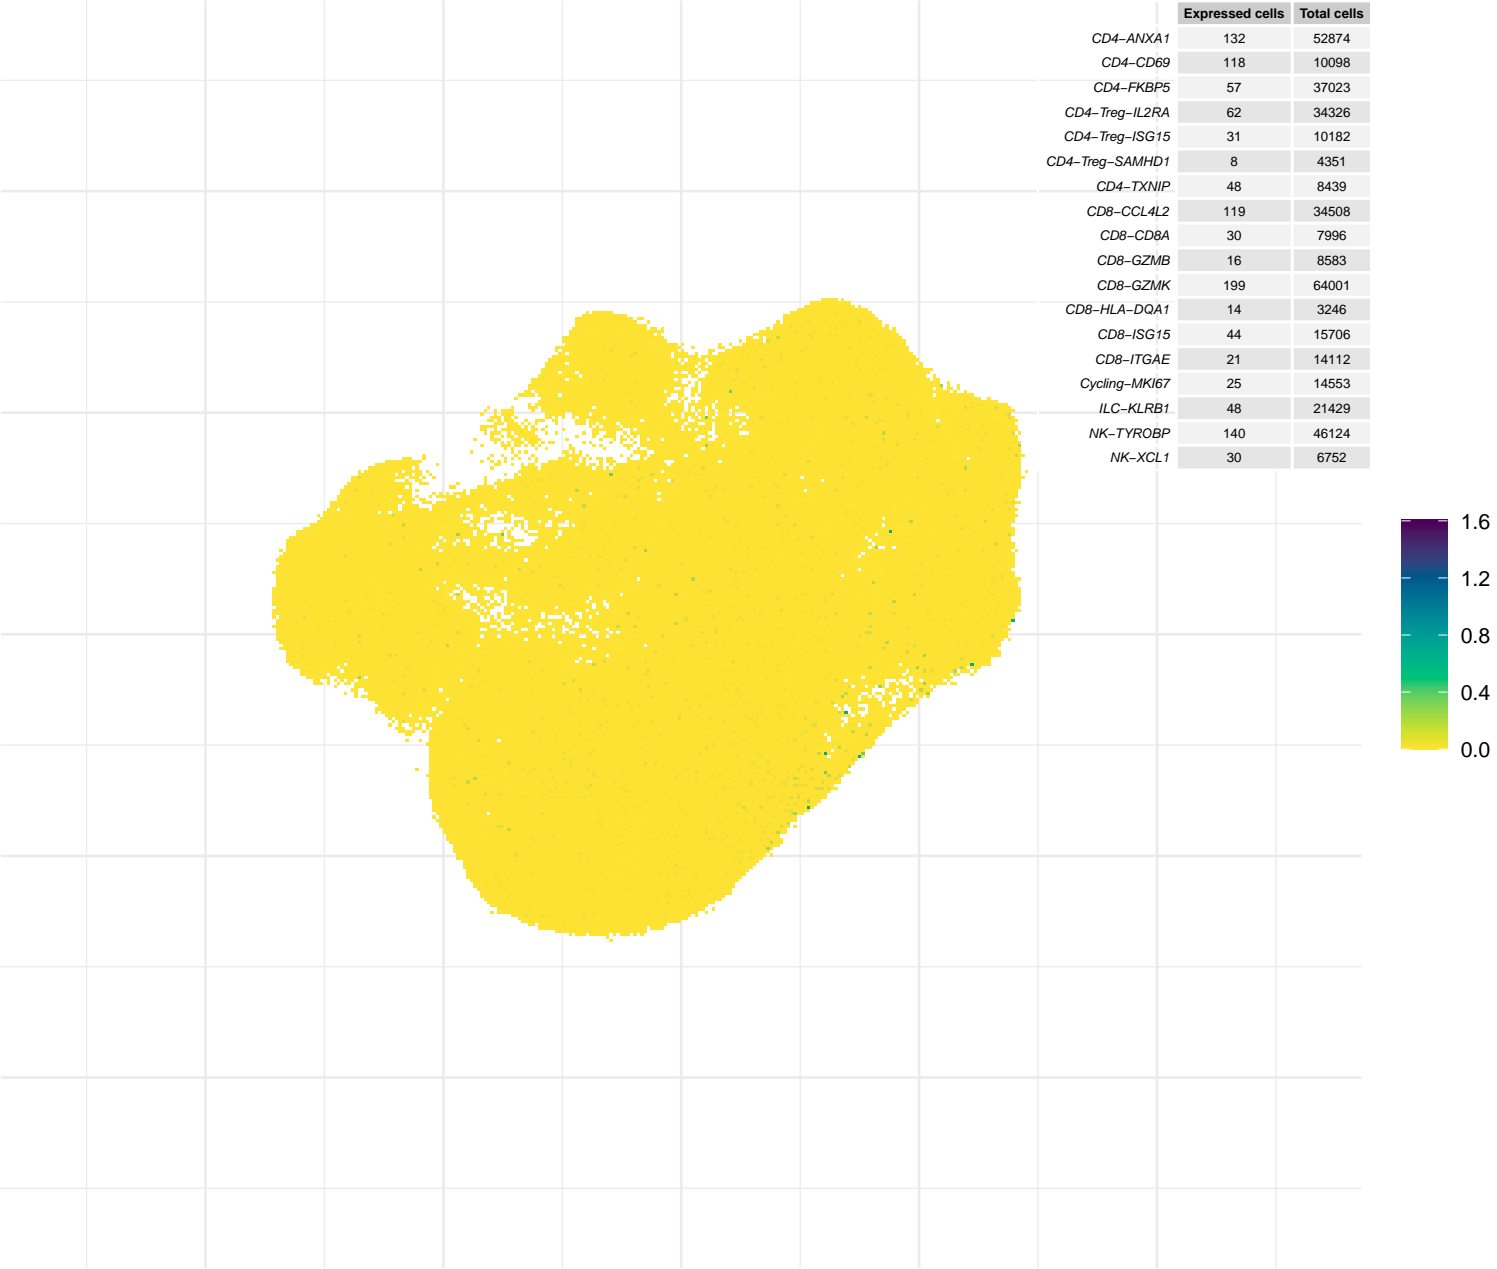 Expressed cells Total cells
CD4−ANXA1 132 52874
CD4−CD69 118 10098
CD4−FKBP5 57 37023
CD4−Treg−IL2RA 62 34326
CD4−Treg−ISG15 31 10182
CD4−Treg−SAMHD1 8 4351
CD4−TXNIP 48 8439
CD8−CCL4L2 119 34508
CD8−CD8A 30 7996
CD8−GZMB 16 8583
CD8−GZMK 199 64001
CD8−HLA−DQA1 14 3246
CD8−ISG15 44 15706
CD8−ITGAE 21 14112
Cycling−MKI67 25 14553
ILC−KLRB1 48 21429
NK−TYROBP 140 46124
NK−XCL1 30 6752
1.6
1.2
0.8
0.4
0.0